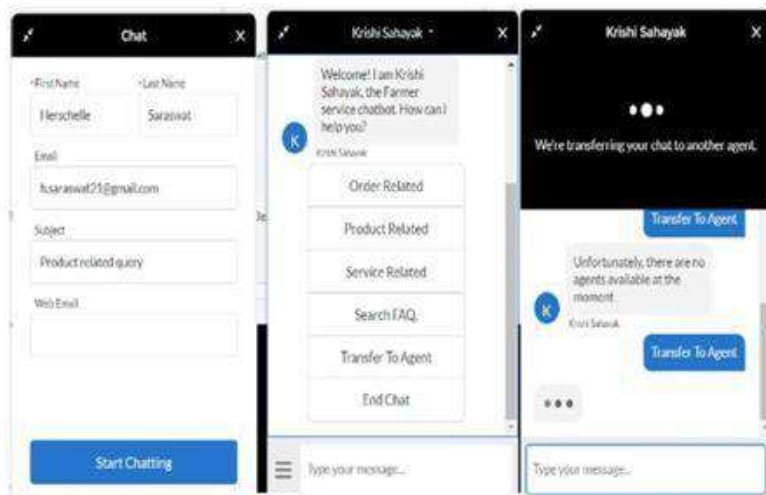 Chat
X
*First Name
*Last Name
Herschelle
Saraswat
Email
h.saraswat21@gmail.com
Subject
Product related query
Web Email
Start Chatting
Krishi Sahayak
X
Welcome! I am Krishi
Sahayak, the Farmer
service chatbot. How can I
help you?
K
Krishi Sahayak
Order Related
Product Related
Service Related
Search FAQ.
Transfer To Agent
End Chat
Type your message...
Krishi Sahayak
X
We're transferring your chat to another agent.
Transfer To Agent
Unfortunately, there are no
agents available at the
moment
K
Krishi Sahayak
Transfer To Agent
Type your message...